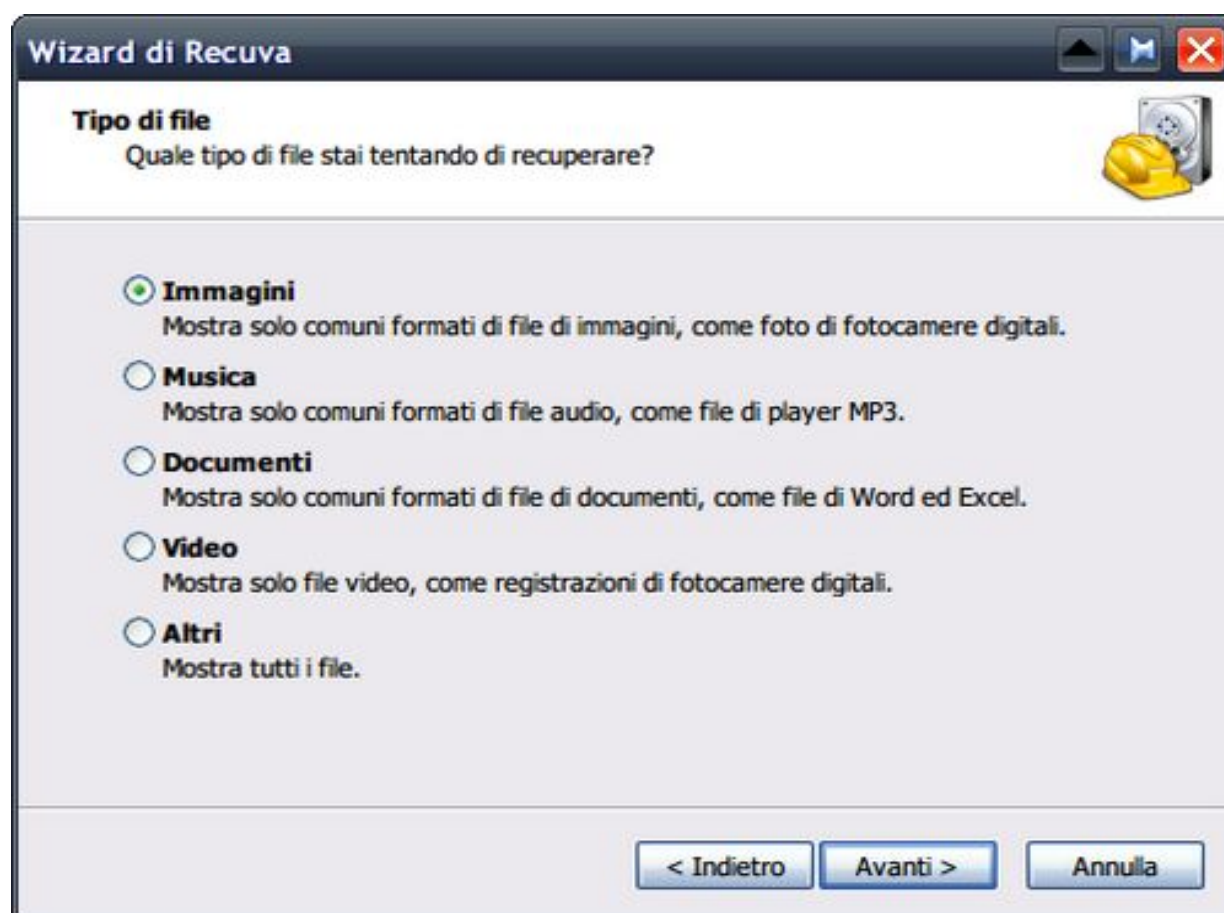 Wizard di Recuva
Tipo di file
Quale tipo di file stai tentando di recuperare?
Immagini
Mostra solo comuni formati di file di immagini, come foto di fotocamere digitali.
Musica
Mostra solo comuni formati di file audio, come file di player MP3.
Documenti
Mostra solo comuni formati di file di documenti, come file di Word ed Excel.
Video
Mostra solo file video, come registrazioni di fotocamere digitali.
Altri
Mostra tutti i file.
< Indietro Avanti > Annulla